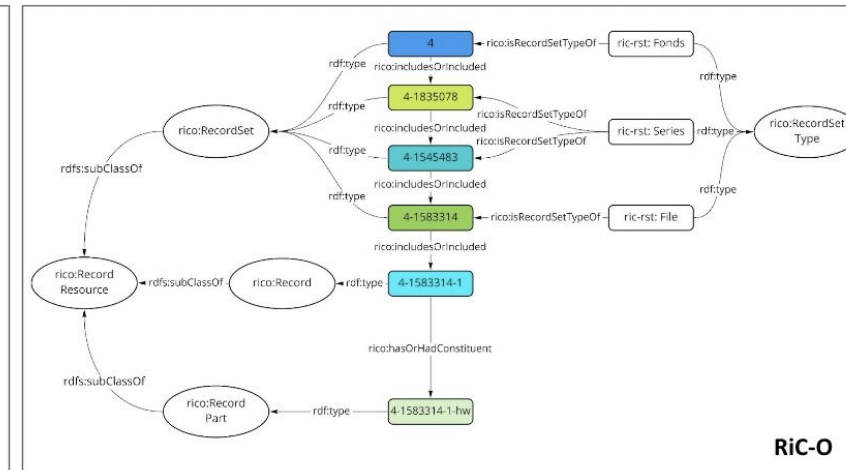 4
rico:isRecordSetTypeOf
ric-rst: Fonds
rdf:type
rico:includesOrIncluded
rdf:type
4-1835078
rdf:type
rico:isRecordSetTypeOf
rico:RecordSet
rico:includesOrIncluded
rico:isRecordSetTypeOf
ric-rst: Series
rdf:type
rico:RecordSet
Type
rdf:type
4-1545483
rdfs:subClassOf
rico:includesOrIncluded
rdf:type
rdf:type
4-1583314
rico:isRecordSetTypeOf
ric-rst: File
rico:includesOrIncluded
rico:Record
Resource
rdfs:subClassOf
rico:Record
rdf:type
4-1583314-1
rico:hasOrHadConstituent
rdfs:subClassOf
rico:Record
Part
rdf:type
4-1583314-1-hw
RiC-O